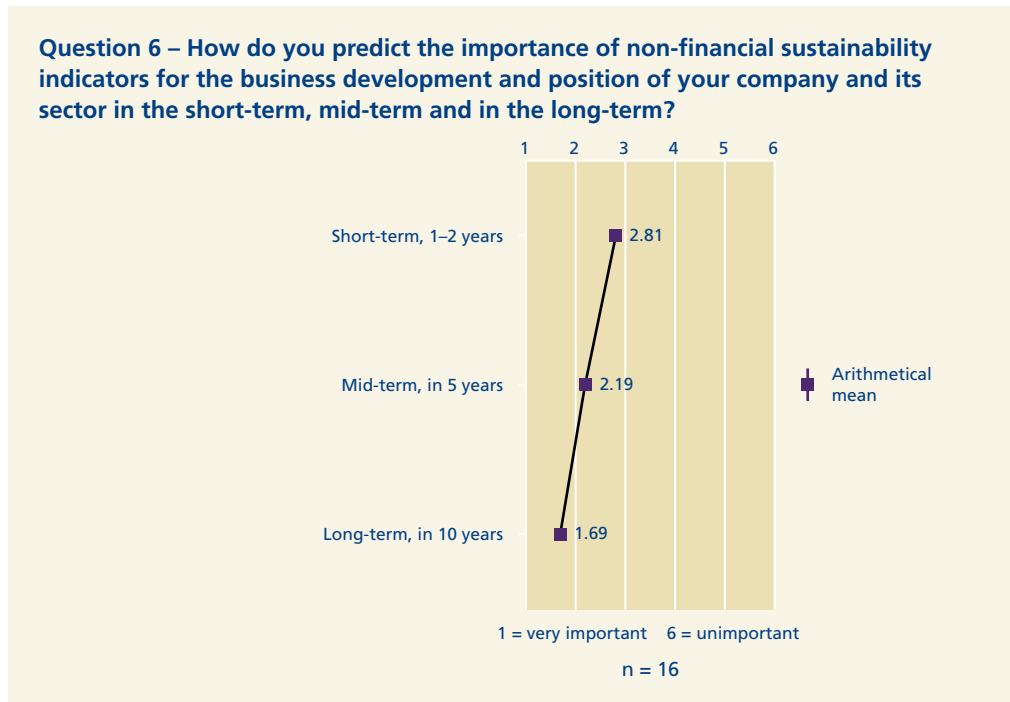 Question 6 – How do you predict the importance of non-financial sustainability
indicators for the business development and position of your company and its
sector in the short-term, mid-term and in the long-term?
1 2 3 4 5 6
Short-term, 1–2 years 2.81
Mid-term, in 5 years 2.19
Arithmetical
mean
Long-term, in 10 years 1.69
1 = very important 6 = unimportant
n = 16